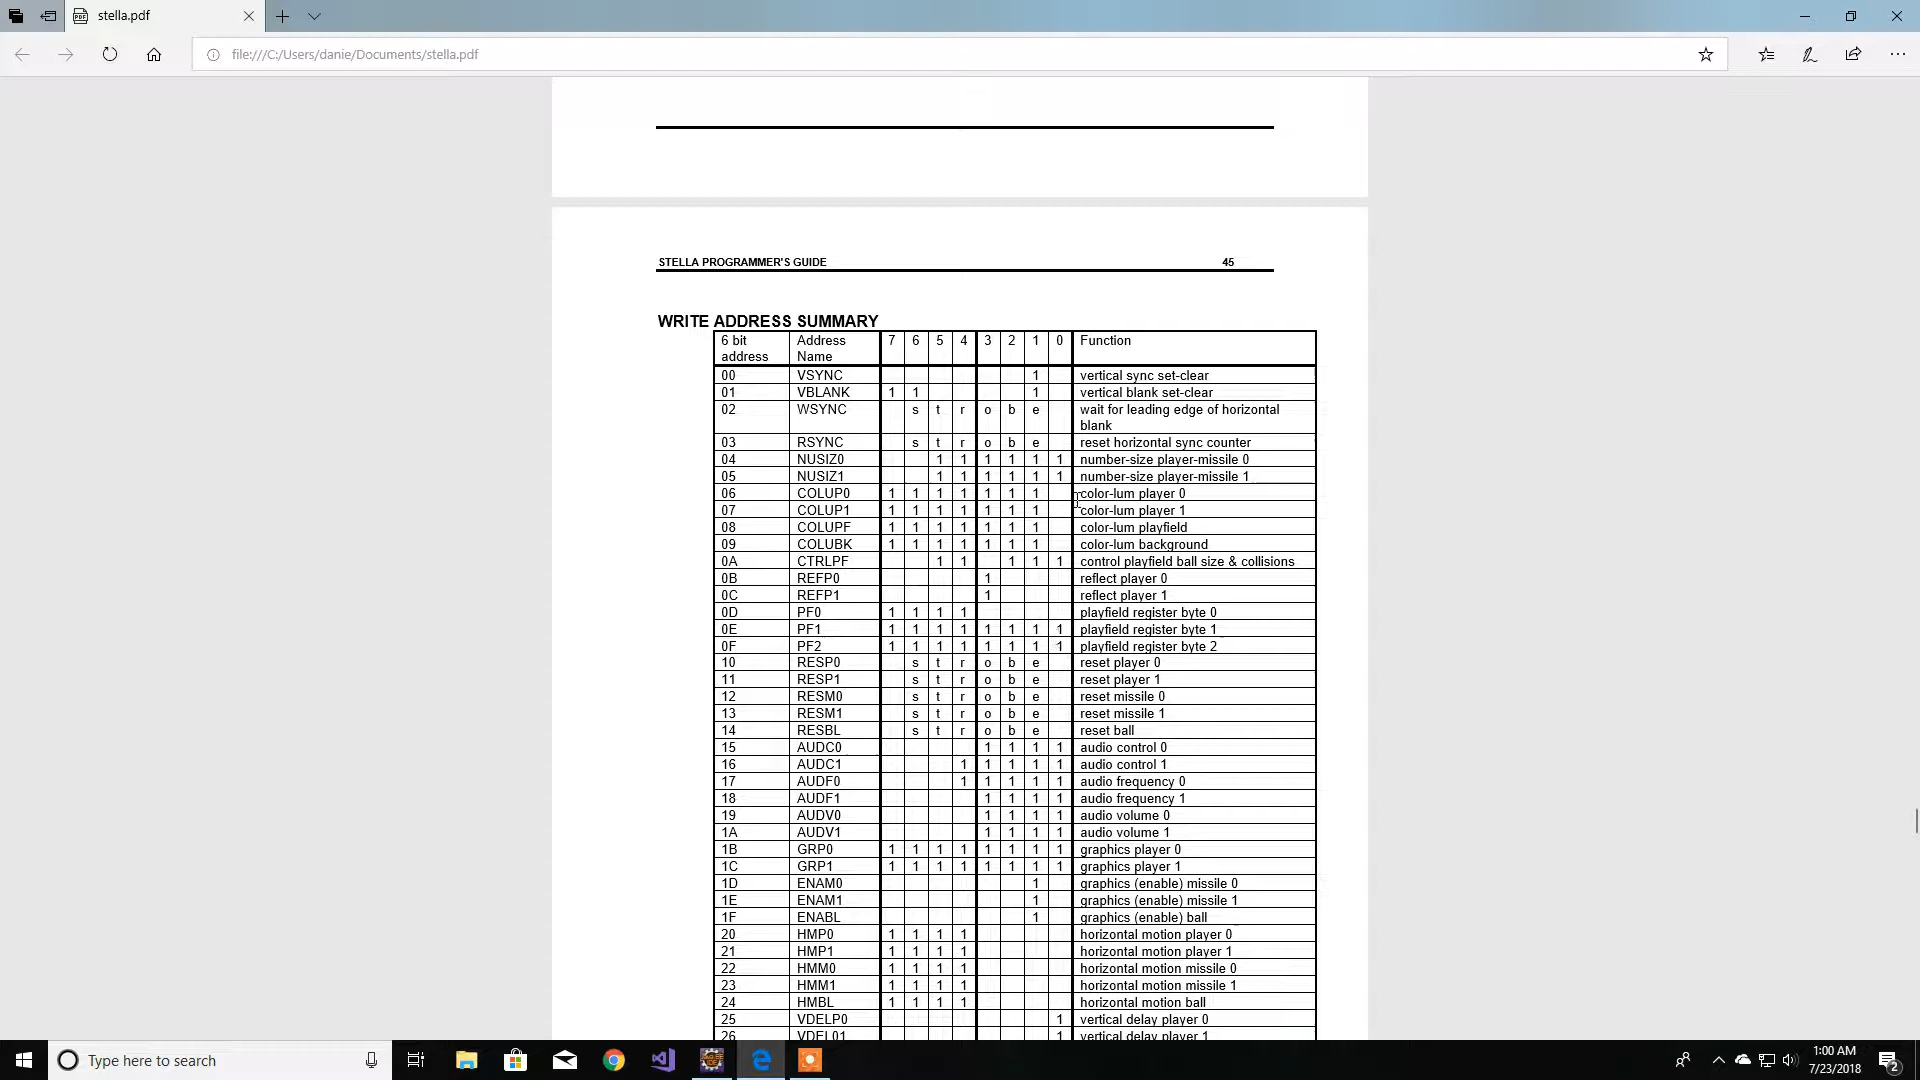 stella.pdf
file:///C:/Users/danie/Documents/stella.pdf
STELLA PROGRAMMER'S GUIDE 45
WRITE ADDRESS SUMMARY
6 bit address Address Name 7 6 5 4 3 2 1 0 Function
00 VSYNC 1 vertical sync set-clear
01 VBLANK 1 1 1 vertical blank set-clear
02 WSYNC s t r o b e wait for leading edge of horizontal
blank
03 RSYNC s t r o b e reset horizontal sync counter
04 NUSIZ0 1 1 1 1 1 1 number-size player-missile 0
05 NUSIZ1 1 1 1 1 1 1 number-size player-missile 1
06 COLUP0 1 1 1 1 1 1 1 color-lum player 0
07 COLUP1 1 1 1 1 1 1 1 color-lum player 1
08 COLUPF 1 1 1 1 1 1 1 color-lum playfield
09 COLUBK 1 1 1 1 1 1 1 color-lum background
0A CTRLPF 1 1 1 1 1 control playfield ball size & collisions
0B REFP0 1 reflect player 0
0C REFP1 1 reflect player 1
0D PF0 1 1 1 1 playfield register byte 0
0E PF1 1 1 1 1 1 1 1 1 playfield register byte 1
0F PF2 1 1 1 1 1 1 1 1 playfield register byte 2
10 RESP0 s t r o b e reset player 0
11 RESP1 s t r o b e reset player 1
12 RESM0 s t r o b e reset missile 0
13 RESM1 s t r o b e reset missile 1
14 RESBL s t r o b e reset ball
15 AUDC0 1 1 1 1 audio control 0
16 AUDC1 1 1 1 1 1 audio control 1
17 AUDF0 1 1 1 1 1 audio frequency 0
18 AUDF1 1 1 1 1 audio frequency 1
19 AUDV0 1 1 1 1 audio volume 0
1A AUDV1 1 1 1 1 audio volume 1
1B GRP0 1 1 1 1 1 1 1 1 graphics player 0
1C GRP1 1 1 1 1 1 1 1 1 graphics player 1
1D ENAM0 1 graphics (enable) missile 0
1E ENAM1 1 graphics (enable) missile 1
1F ENABL 1 graphics (enable) ball
20 HMP0 1 1 1 1 horizontal motion player 0
21 HMP1 1 1 1 1 horizontal motion player 1
22 HMM0 1 1 1 1 horizontal motion missile 0
23 HMM1 1 1 1 1 horizontal motion missile 1
24 HMBL 1 1 1 1 horizontal motion ball
25 VDELP0 1 vertical delay player 0
26 VDEL01 1 vertical delay player 1
Type here to search
1:00 AM
7/23/2018
2